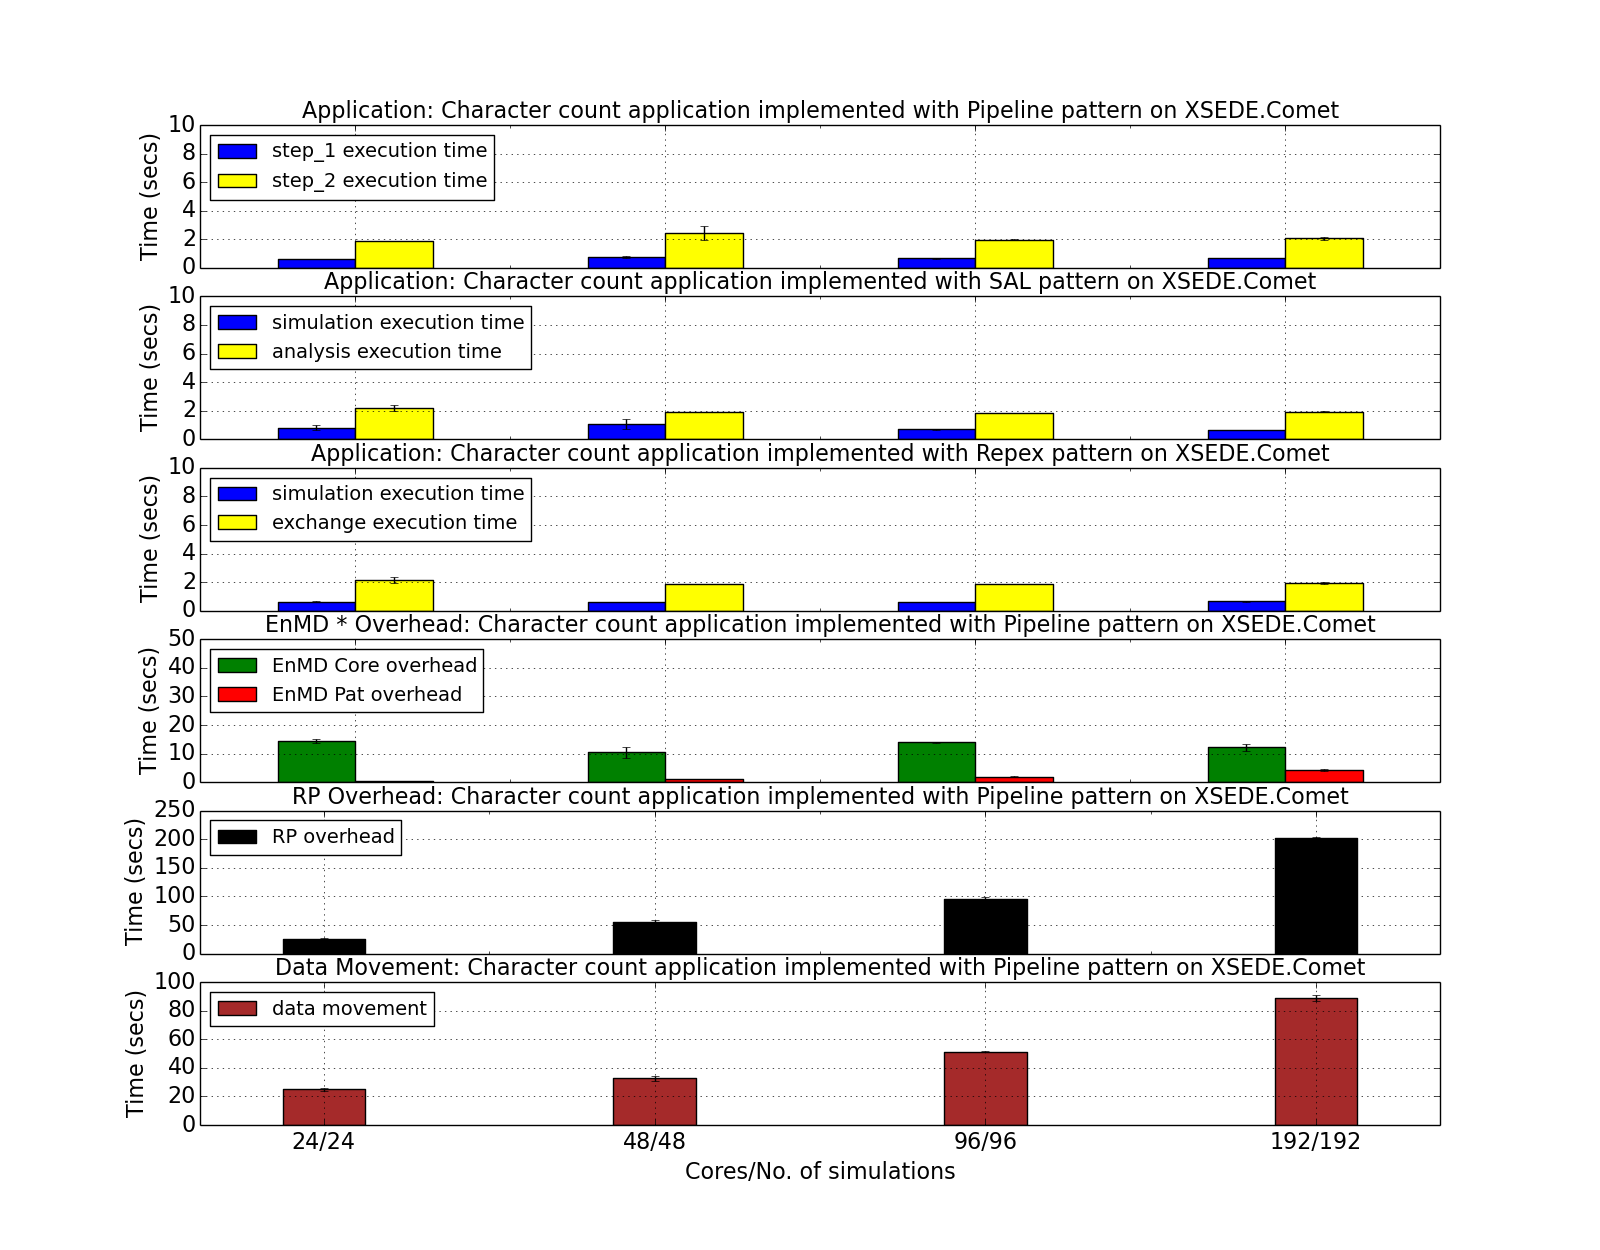 Application: Character count application implemented with Pipeline pattern on XSEDE.Comet
10
8
6
4
2
0
Time (secs)
step_1 execution time
step_2 execution time
Application: Character count application implemented with SAL pattern on XSEDE.Comet
10
8
6
4
2
0
Time (secs)
simulation execution time
analysis execution time
Application: Character count application implemented with Repex pattern on XSEDE.Comet
10
8
6
4
2
0
Time (secs)
simulation execution time
exchange execution time
EnMD * Overhead: Character count application implemented with Pipeline pattern on XSEDE.Comet
50
40
30
20
10
0
Time (secs)
EnMD Core overhead
EnMD Pat overhead
RP Overhead: Character count application implemented with Pipeline pattern on XSEDE.Comet
250
200
150
100
50
0
Time (secs)
RP overhead
Data Movement: Character count application implemented with Pipeline pattern on XSEDE.Comet
100
80
60
40
20
0
Time (secs)
data movement
24/24 48/48 96/96 192/192
Cores/No. of simulations